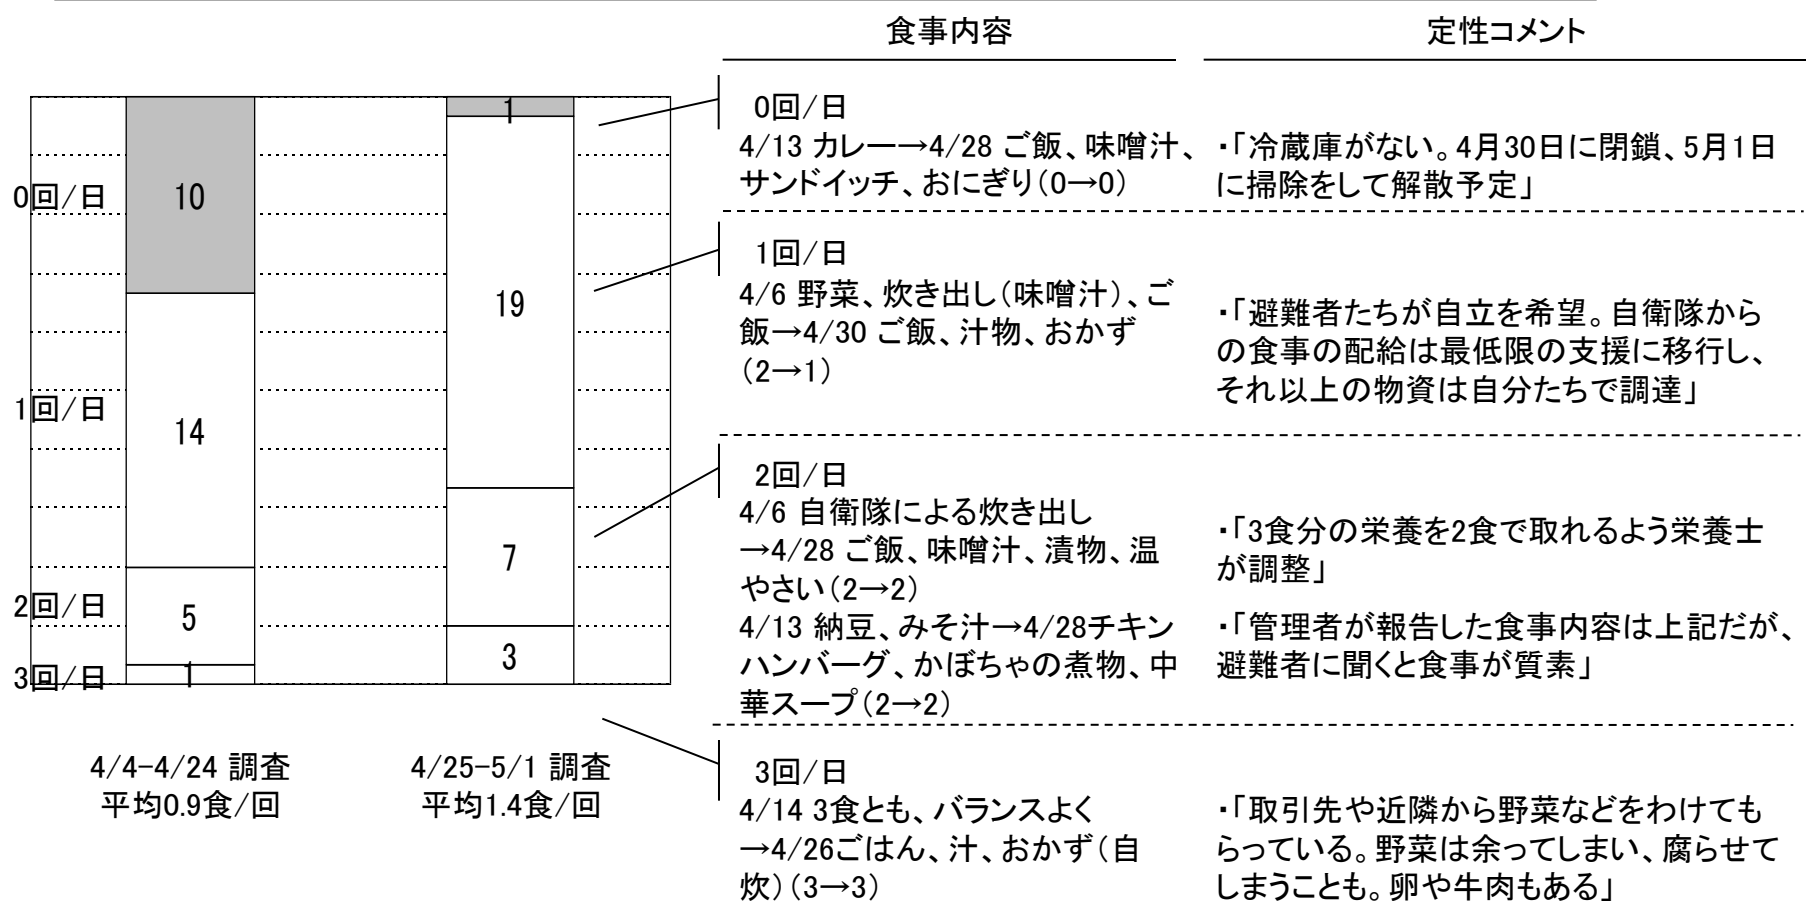 食事内容
定性コメント
0回/日
10
14
1回/日
2回/日
5
3回/日
1
1
19
7
3
4/4-4/24 調査
平均0.9食/回
4/25-5/1 調査
平均1.4食/回
0回/日
4/13 カレー→4/28 ご飯、味噌汁、
サンドイッチ、おにぎり(0→0)
・「冷蔵庫がない。4月30日に閉鎖、5月1日
に掃除をして解散予定」
1回/日
4/6 野菜、炊き出し(味噌汁)、ご
飯→4/30 ご飯、汁物、おかず
(2→1)
・「避難者たちが自立を希望。自衛隊から
の食事の配給は最低限の支援に移行し、
それ以上の物資は自分たちで調達」
2回/日
4/6 自衛隊による炊き出し
→4/28 ご飯、味噌汁、漬物、温
やさい(2→2)
4/13 納豆、みそ汁→4/28チキン
ハンバーグ、かぼちゃの煮物、中
華スープ(2→2)
・「3食分の栄養を2食で取れるよう栄養士
が調整」
・「管理者が報告した食事内容は上記だが、
避難者に聞くと食事が質素」
3回/日
4/14 3食とも、バランスよく
→4/26ごはん、汁、おかず(自
炊)(3→3)
・「取引先や近隣から野菜などをわけても
らっている。野菜は余ってしまい、腐らせて
しまうことも。卵や牛肉もある」